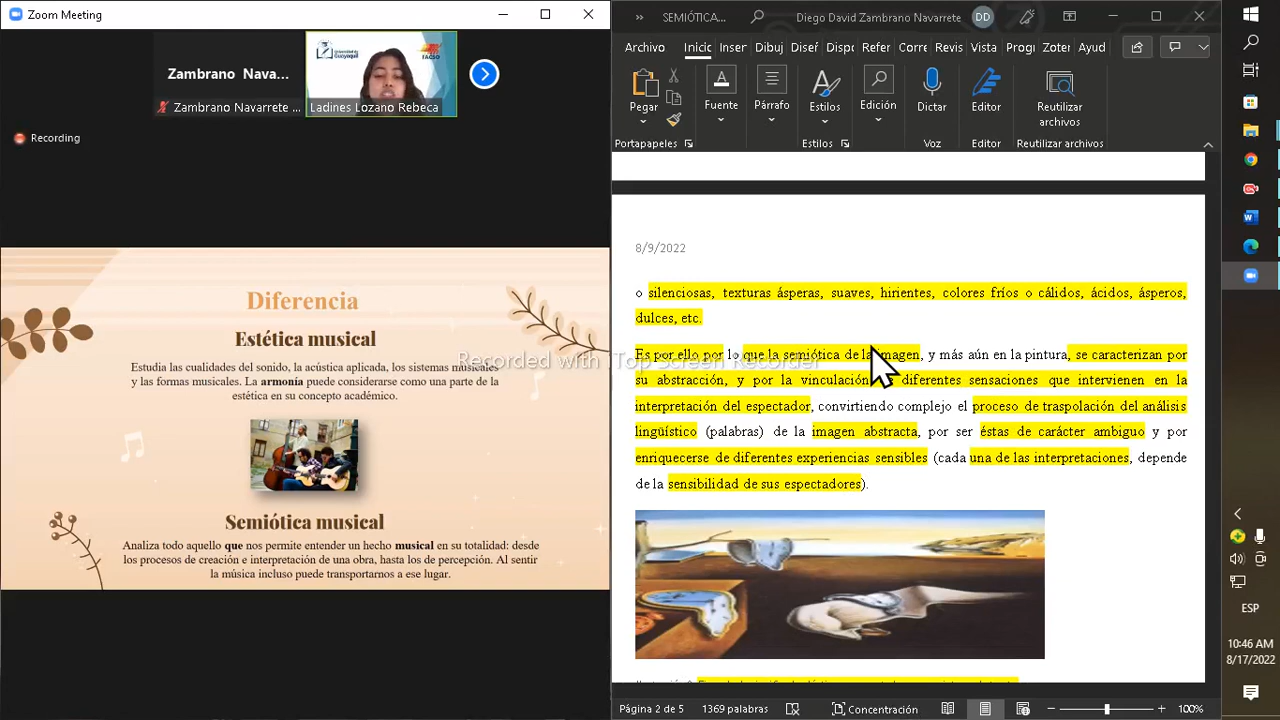 Zoom Meeting
Zambrano Nava...
Zambrano Navarrete ...
Universidad de
Guayaquil
FACSO
Ladines Lozano Rebeca
Recording
Diferencia
Estética musical
Estudia las cualidades del sonido, la acústica aplicada, los sistemas musicales
y las formas musicales. La armonía puede considerarse como una parte de la
estética en su concepto académico.
Semiótica musical
Analiza todo aquello que nos permite entender un hecho musical en su totalidad: desde
los procesos de creación e interpretación de una obra, hasta los de percepción. Al sentir
la música incluso puede transportarnos a ese lugar.
Recorded with iTop Screen Recorder
SEMIÓTICA...
Diego David Zambrano Navarrete
DD
Archivo Inicic Inser Dibuj Diseñ Dispo Refer Corre Revis Vista Progr Zoter Ayud
Pegar Fuente Párrafo Estilos Edición Dictar Editor Reutilizar
archivos
Portapapeles Estilos Voz Editor Reutilizar archivos
8/9/2022
o silenciosas, texturas ásperas, suaves, hirientes, colores fríos o cálidos, ácidos, ásperos,
dulces, etc.
Es por ello por lo que la semiótica de la imagen, y más aún en la pintura, se caracterizan por
su abstracción, y por la vinculación diferentes sensaciones que intervienen en la
interpretación del espectador, convirtiendo complejo el proceso de traspolación del análisis
lingüístico (palabras) de la imagen abstracta, por ser éstas de carácter ambiguo y por
enriquecerse de diferentes experiencias sensibles (cada una de las interpretaciones, depende
de la sensibilidad de sus espectadores).
Página 2 de 5 1369 palabras Concentración 100%
ESP
10:46 AM
8/17/2022